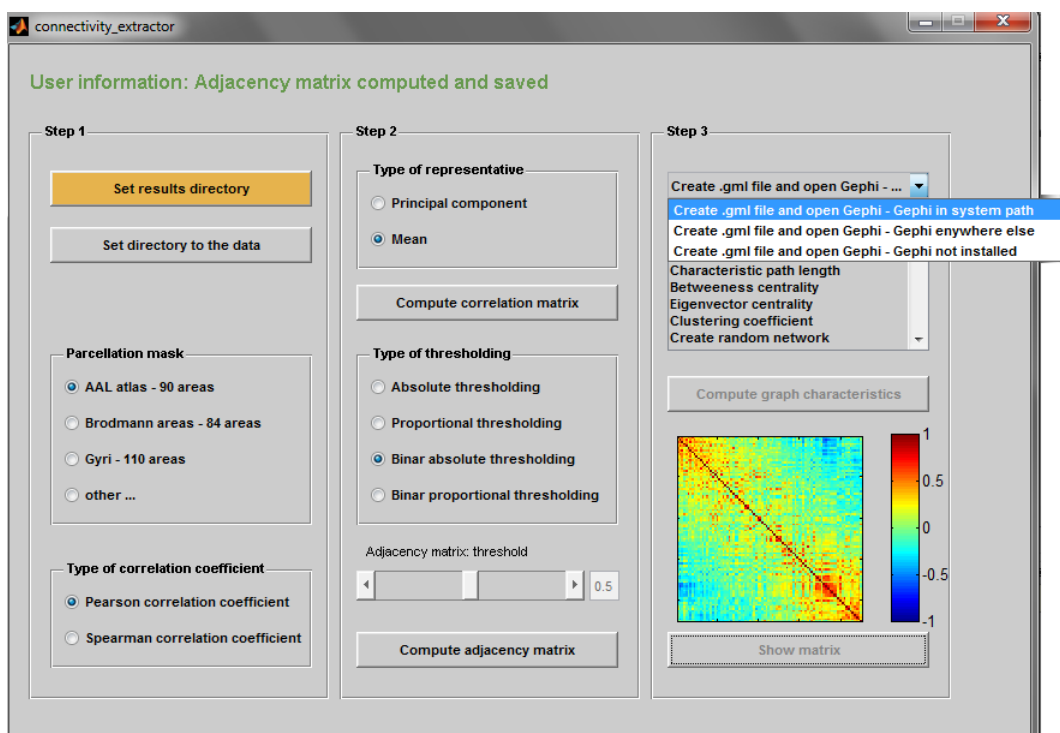 connectivity_extractor
User information: Adjacency matrix computed and saved
Step 1
Set results directory
Set directory to the data
Parcellation mask
AAL atlas - 90 areas
Brodmann areas - 84 areas
Gyri - 110 areas
other ...
Type of correlation coefficient
Pearson correlation coefficient
Spearman correlation coefficient
Step 2
Type of representative
Principal component
Mean
Compute correlation matrix
Type of thresholding
Absolute thresholding
Proportional thresholding
Binar absolute thresholding
Binar proportional thresholding
Adjacency matrix: threshold
0.5
Compute adjacency matrix
Step 3
Create .gml file and open Gephi - ...
Create .gml file and open Gephi - Gephi in system path
Create .gml file and open Gephi - Gephi enywhere else
Create .gml file and open Gephi - Gephi not installed
Characteristic path length
Betweeness centrality
Eigenvector centrality
Clustering coefficient
Create random network
Compute graph characteristics
1
0.5
0
-0.5
-1
Show matrix